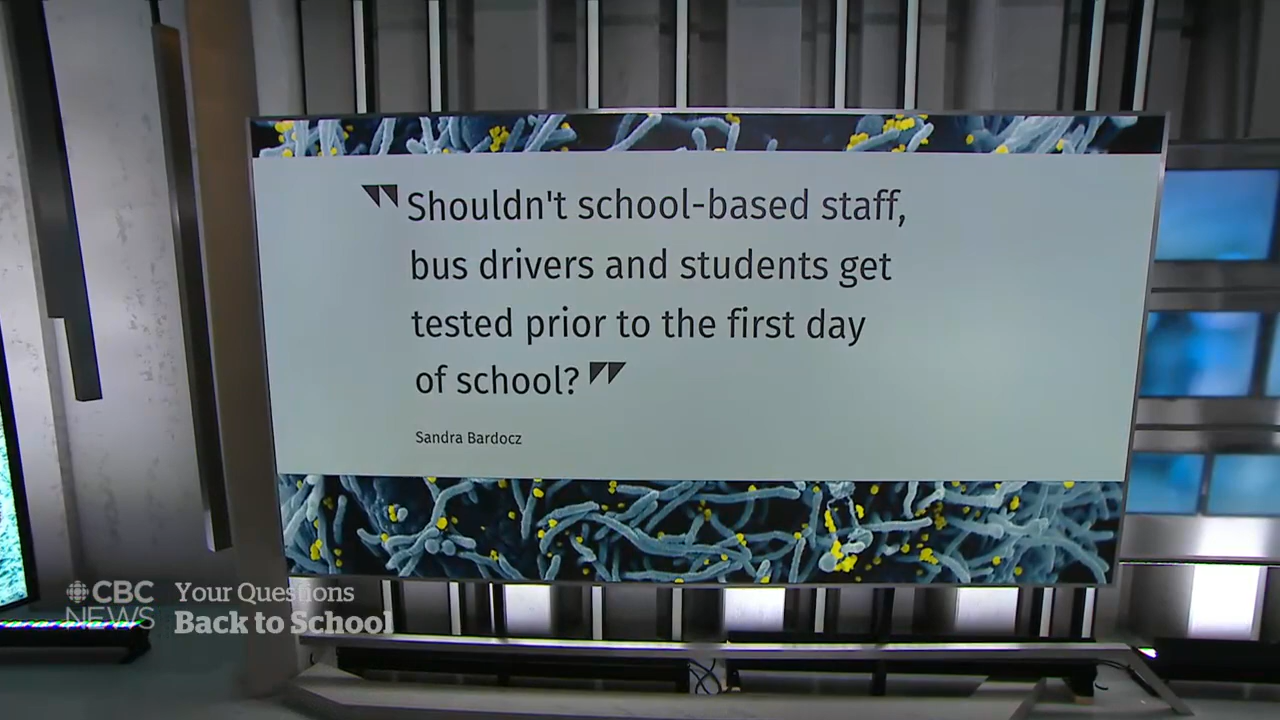 "Shouldn't school-based staff,
bus drivers and students get
tested prior to the first day
of school?"
Sandra Bardocz
CBC
NEWS
Your Questions
Back to School